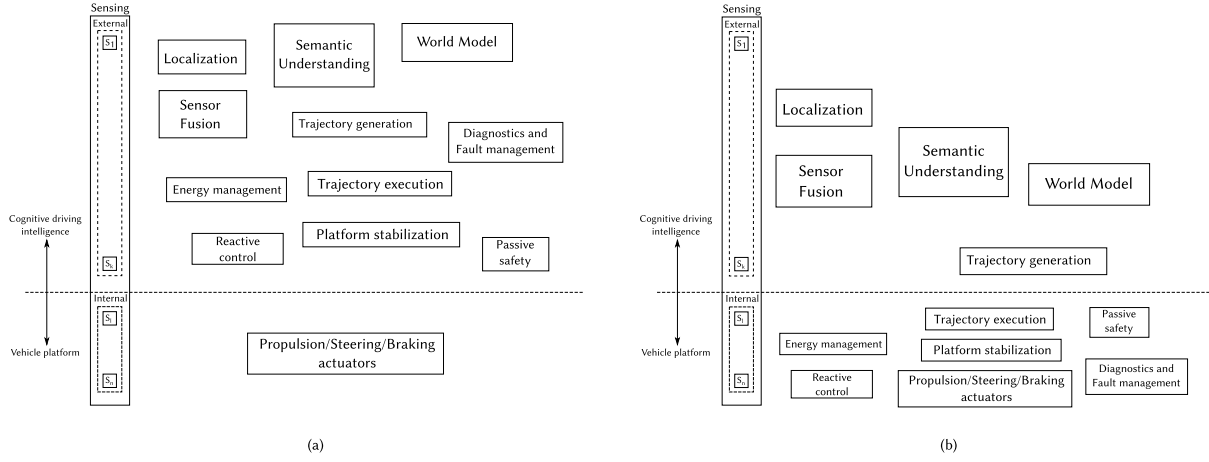 Sensing
External
S1
Localization
Semantic
Understanding
World Model
Sensor
Fusion
Trajectory generation
Diagnostics and
Fault management
Energy management
Trajectory execution
Cognitive driving
intelligence
Reactive
control
Platform stabilization
Passive
safety
Sk
Internal
Sl
Vehicle platform
Propulsion/Steering/Braking
actuators
Sn
(a)
Sensing
External
S1
Localization
Sensor
Fusion
Semantic
Understanding
World Model
Cognitive driving
intelligence
Sk
Trajectory generation
Internal
Sl
Trajectory execution
Passive
safety
Vehicle platform
Energy management
Platform stabilization
Sn
Reactive
control
Propulsion/Steering/Braking
actuators
Diagnostics and
Fault management
(b)